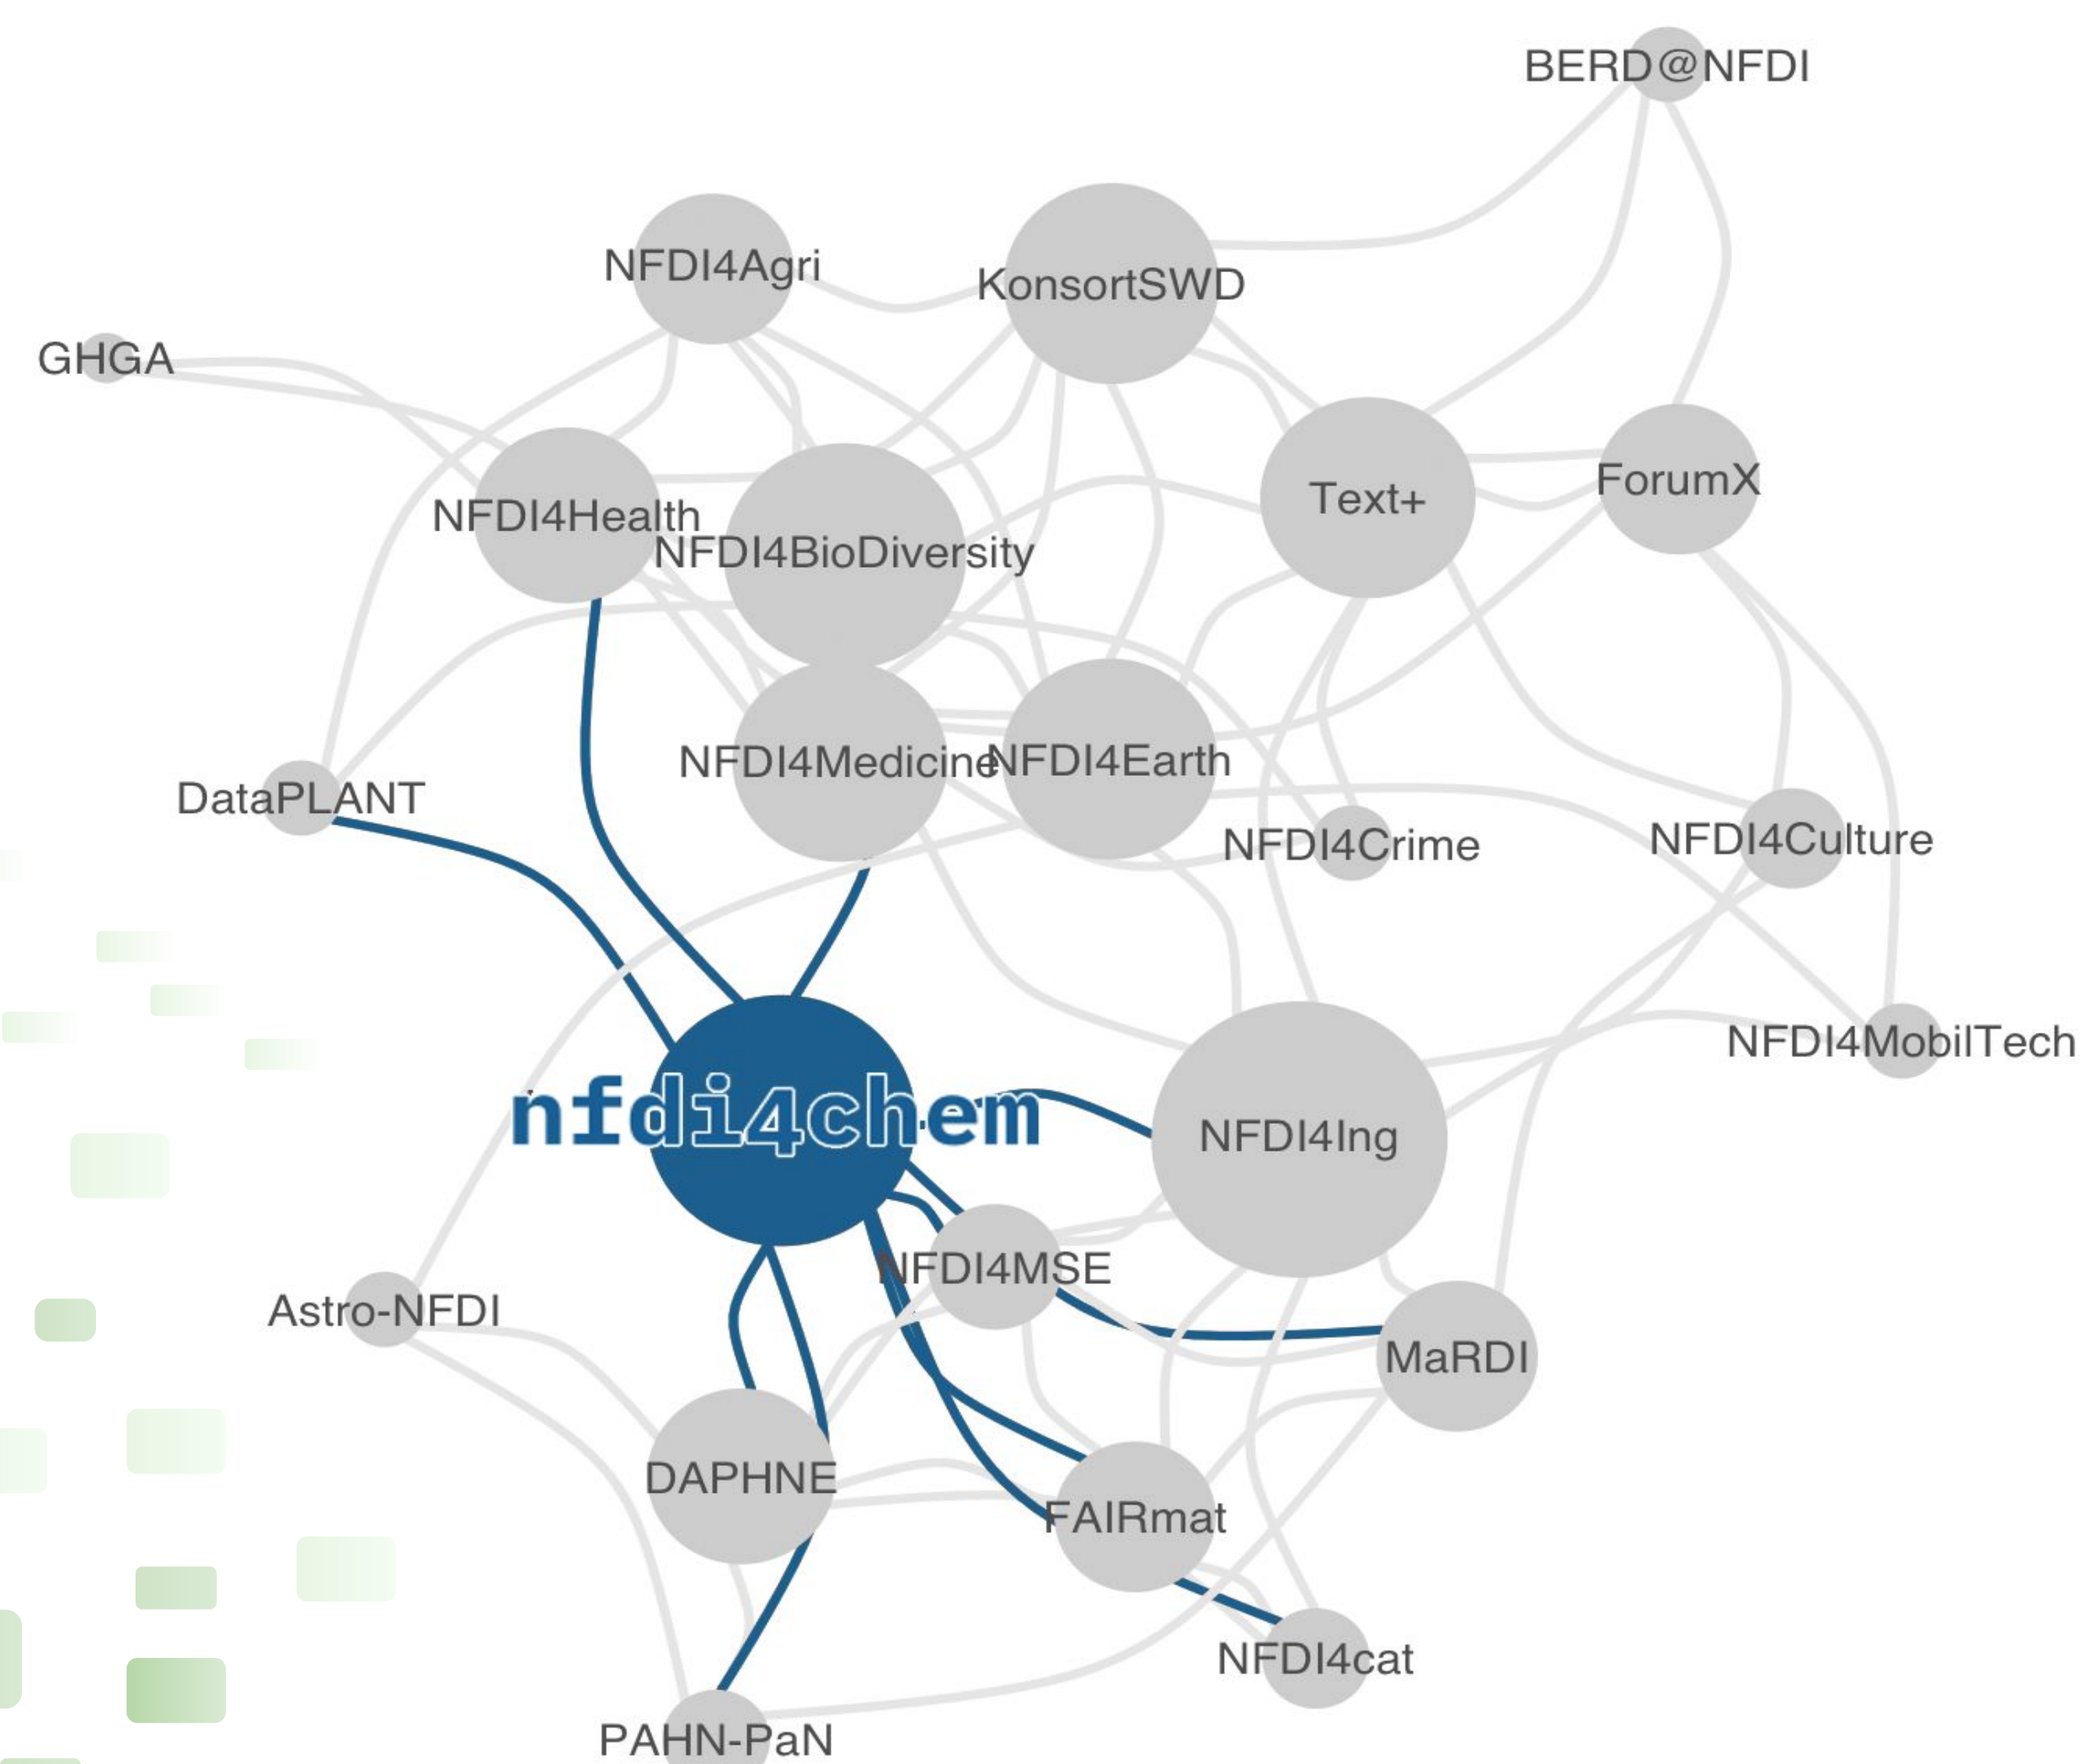 BERD@NFDI
NFDI4Agri
KonsortSWD
GHGA
NFDI4Health
Text+
ForumX
NFDI4BioDiversity
NFDI4Medicine
NFDI4Earth
DataPLANT
NFDI4Crime
NFDI4Culture
NFDI4MobilTech
nfdi4chem
NFDI4Ing
NFDI4MSE
Astro-NFDI
MaRDI
DAPHNE
FAIRmat
NFDI4cat
PAHN-PaN